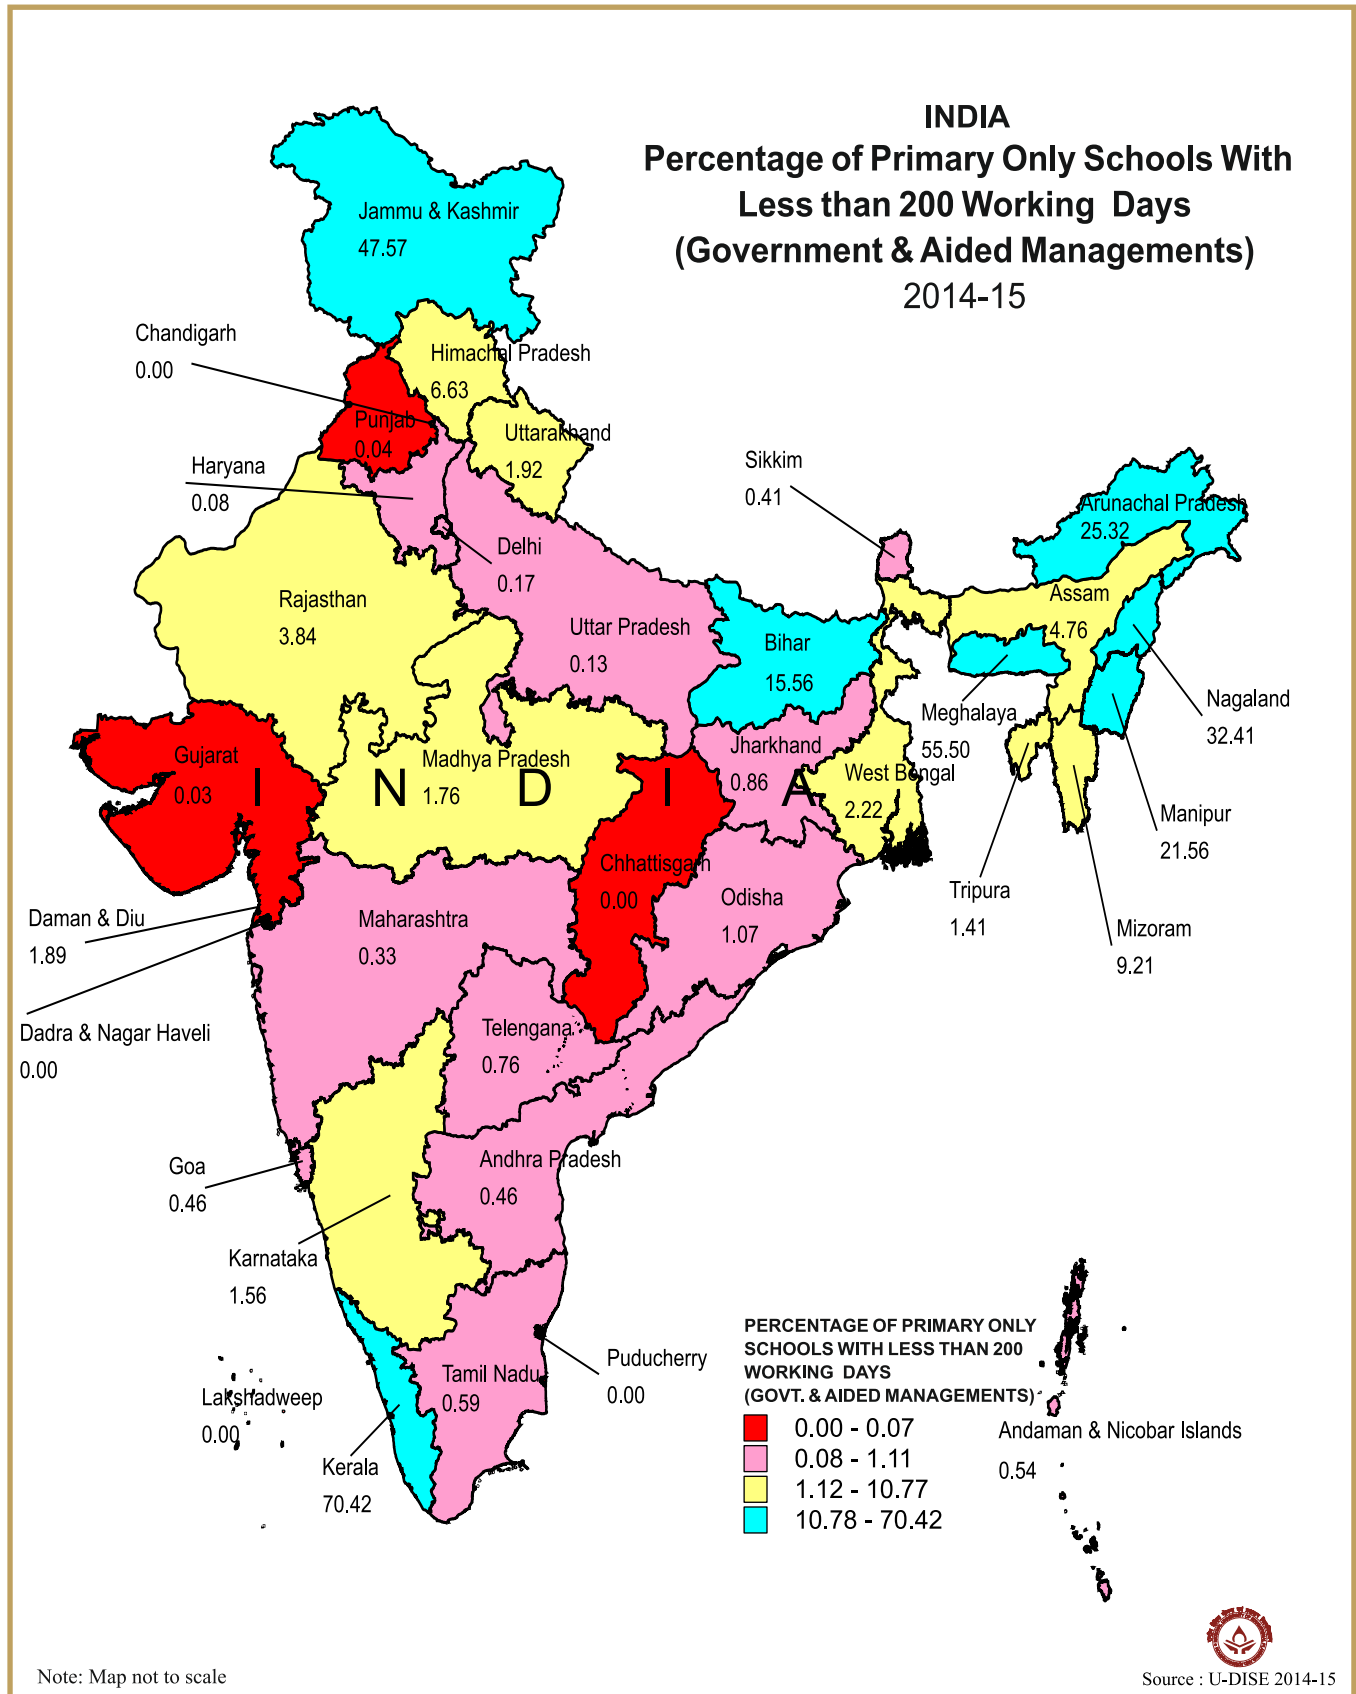 INDIA
Percentage of Primary Only Schools With
Less than 200 Working Days
(Government & Aided Managements)
2014-15
Jammu & Kashmir
47.57
Chandigarh
0.00
Himachal Pradesh
6.63
Punjab
0.04
Uttarakhand
1.92
Haryana
0.08
Sikkim
0.41
Arunachal Pradesh
25.32
Delhi
0.17
Rajasthan
3.84
Assam
4.76
Uttar Pradesh
0.13
Bihar
15.56
Nagaland
32.41
Meghalaya
55.50
Gujarat
0.03
Madhya Pradesh
1.76
Jharkhand
0.86
West Bengal
2.22
I N D I A
Manipur
21.56
Chhattisgarh
0.00
Odisha
1.07
Tripura
1.41
Mizoram
9.21
Daman & Diu
1.89
Maharashtra
0.33
Dadra & Nagar Haveli
0.00
Telengana
0.76
Goa
0.46
Andhra Pradesh
0.46
Karnataka
1.56
Puducherry
0.00
Tamil Nadu
0.59
Lakshadweep
0.00
Kerala
70.42
PERCENTAGE OF PRIMARY ONLY
SCHOOLS WITH LESS THAN 200
WORKING DAYS
(GOVT. & AIDED MANAGEMENTS)
0.00 - 0.07
0.08 - 1.11
1.12 - 10.77
10.78 - 70.42
Andaman & Nicobar Islands
0.54
Note: Map not to scale
Source : U-DISE 2014-15